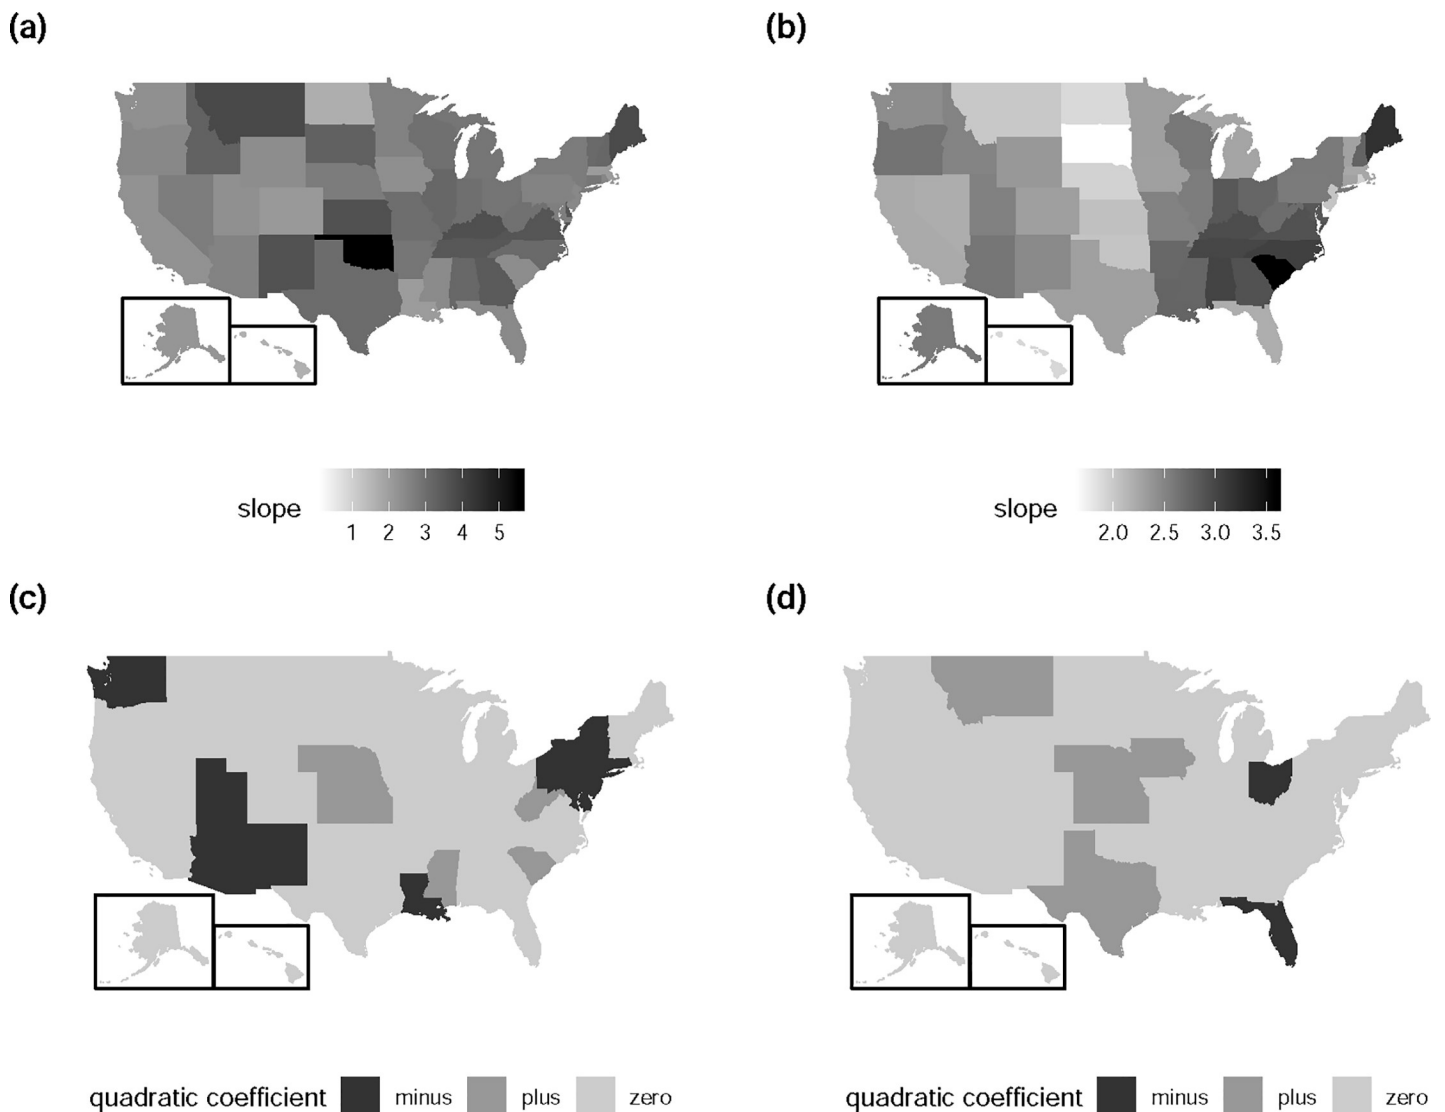 (a)
(b)
slope
1 2 3 4 5
slope
2.0 2.5 3.0 3.5
(c)
(d)
quadratic coefficient minus plus zero
quadratic coefficient minus plus zero